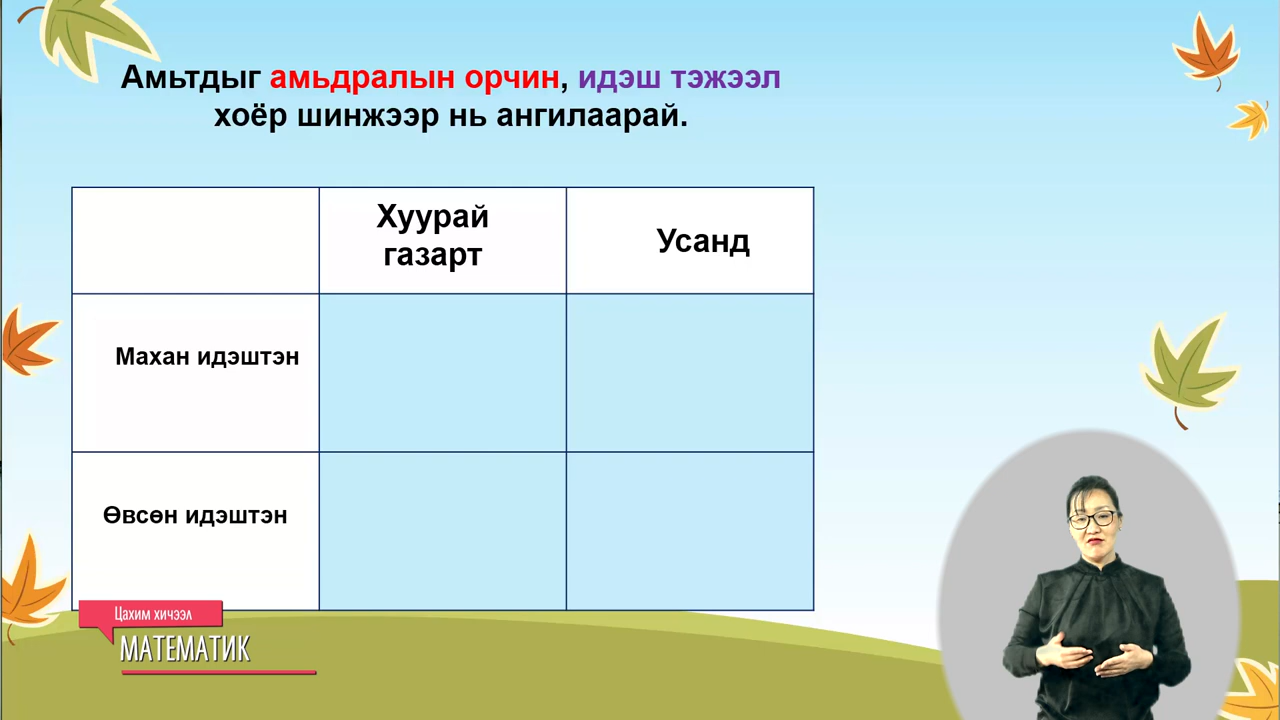 Амьтдыг амьдралын орчин, идэш тэжээл
хоёр шинжээр нь ангилаарай.
Хуурай
газарт
Усанд
Махан идэштэн
Өвсөн идэштэн
Цахим хичээл
МАТЕМАТИК